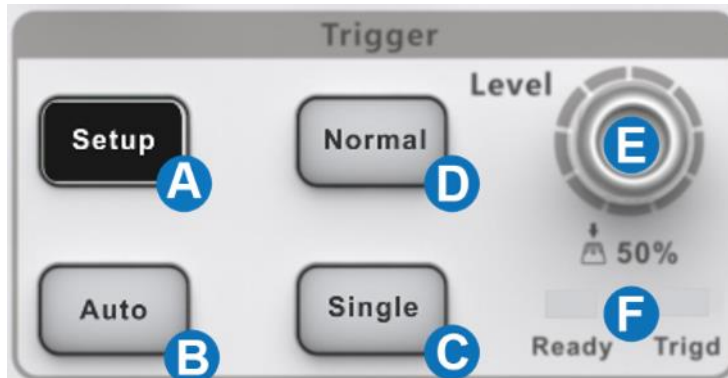 Trigger
Level
Setup
A
Normal
D
E
50%
Auto
B
Single
C
F
Ready Trigd